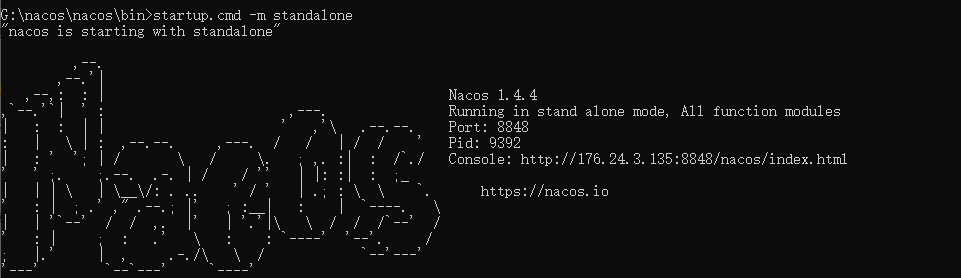 G:\nacos\nacos\bin>startup.cmd -m standalone
"nacos is starting with standalone"
Nacos
Nacos 1.4.4
Running in stand alone mode, All function modules
Port: 8848
Pid: 9392
Console: http://176.24.3.135:8848/nacos/index.html
https://nacos.io